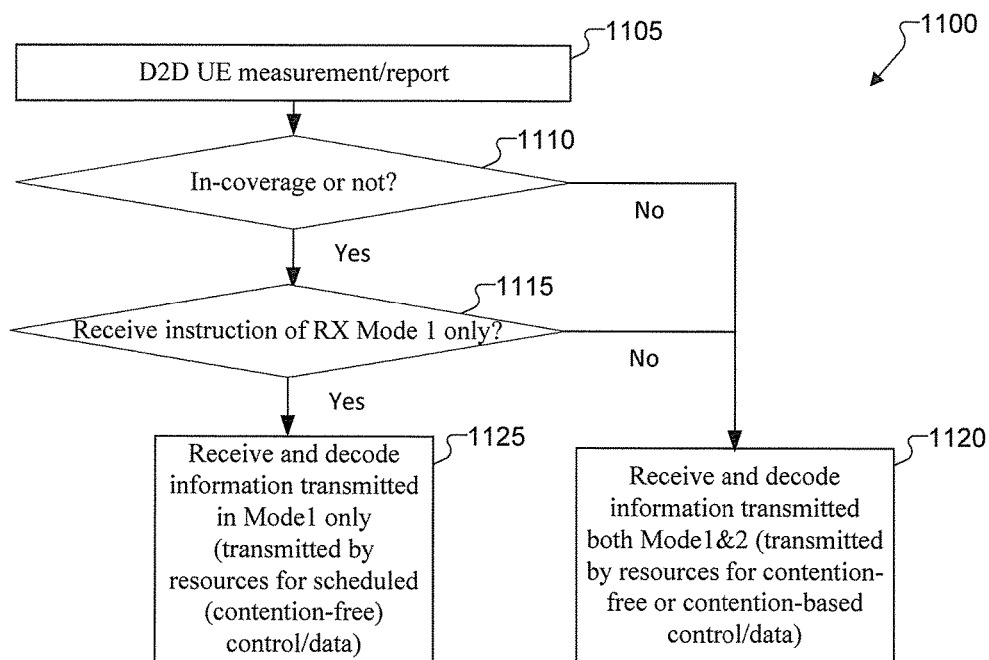 1105
1100
D2D UE measurement/report
1110
In-coverage or not?
No
Yes
1115
Receive instruction of RX Mode 1 only?
No
Yes
1125
Receive and decode
information transmitted
in Mode1 only
(transmitted by
resources for scheduled
(contention-free)
control/data)
1120
Receive and decode
information transmitted
both Mode1&2 (transmitted
by resources for contention-
free or contention-based
control/data)